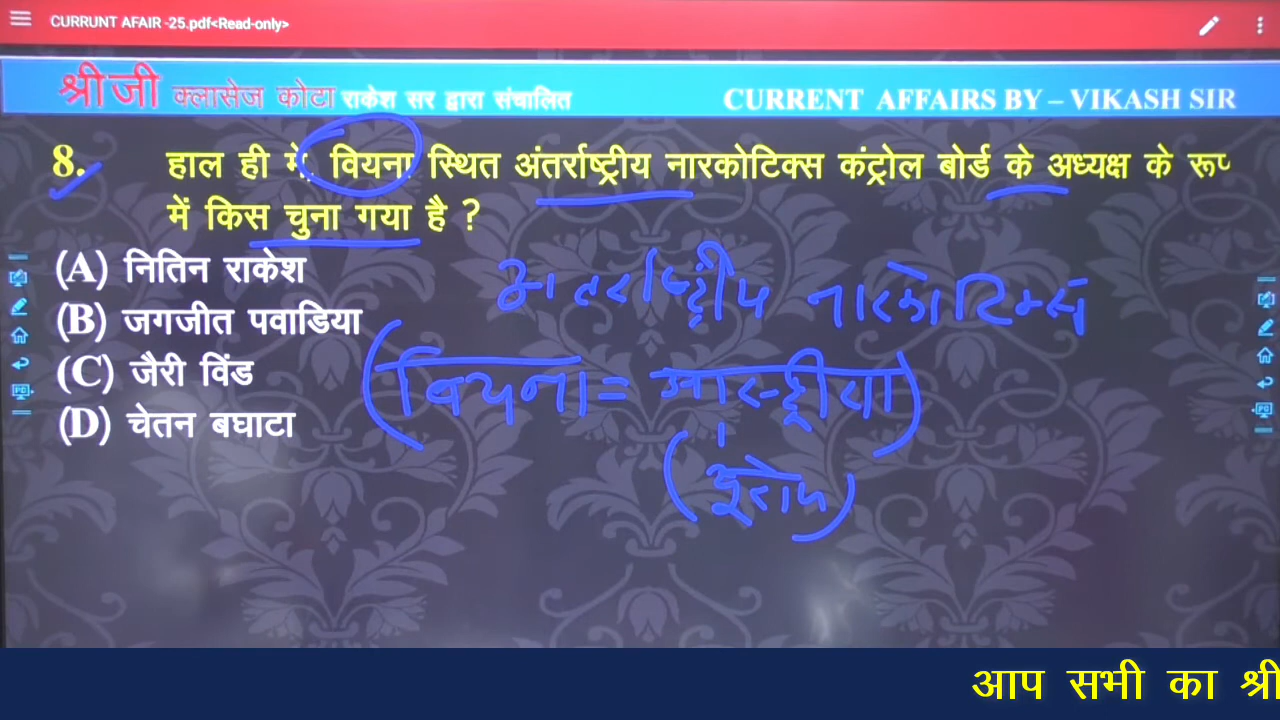 CURRUNT AFAIR -25.pdf<Read-only>
श्रीजी क्लासेज कोटा राकेश सर द्वारा संचालित CURRENT AFFAIRS BY – VIKASH SIR
8. हाल ही मे वियना स्थित अंतर्राष्ट्रीय नारकोटिक्स कंट्रोल बोर्ड के अध्यक्ष के रूप
में किस चुना गया है ?
(A) नितिन राकेश
(B) जगजीत पवाडिया
(C) जैरी विंड
(D) चेतन बघाटा
अन्तर्राष्ट्रीय नारकोटिक्स
(वियना = आस्ट्रीया)
(यूरोप)
आप सभी का श्री